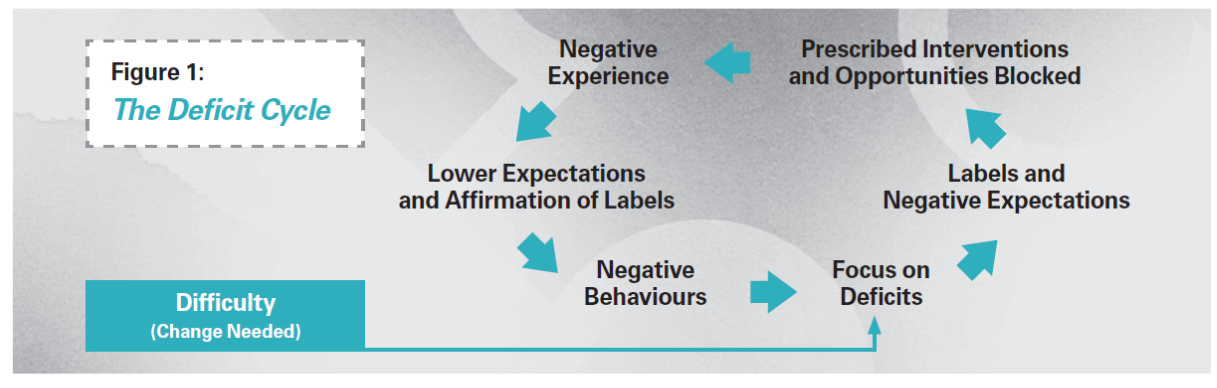 Figure 1:
The Deficit Cycle
Negative
Experience
Prescribed Interventions
and Opportunities Blocked
Lower Expectations
and Affirmation of Labels
Labels and
Negative Expectations
Negative
Behaviours
Focus on
Deficits
Difficulty
(Change Needed)